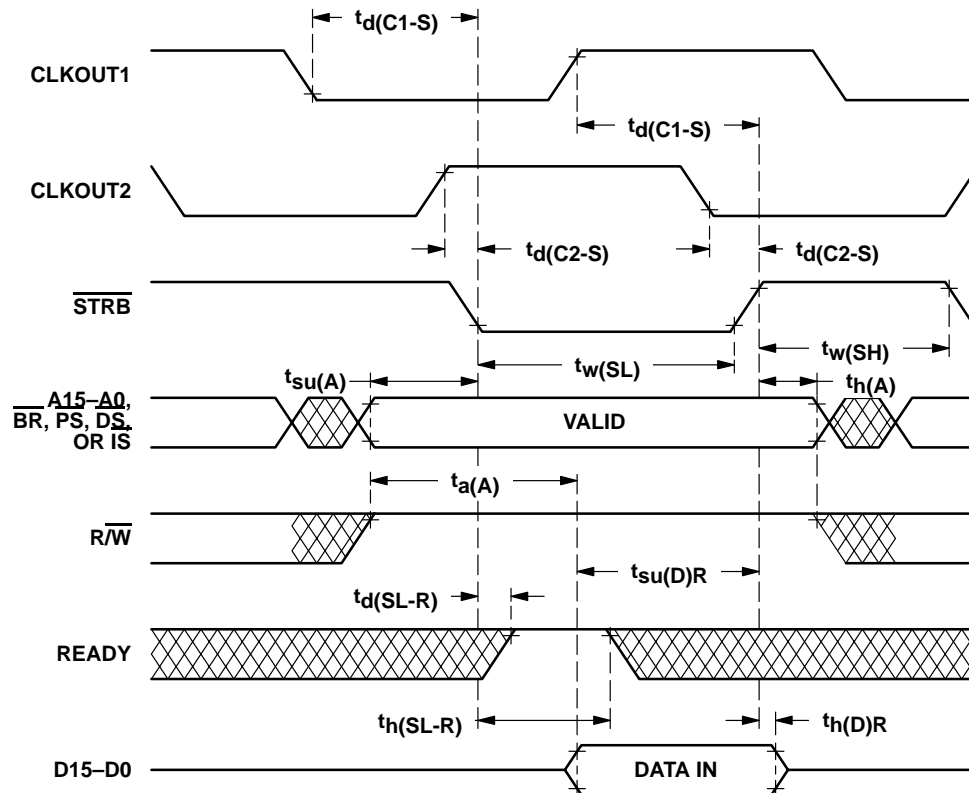 td(C1-S)
CLKOUT1
td(C1-S)
CLKOUT2
td(C2-S) td(C2-S)
STRB
tw(SL) tw(SH)
tsu(A) th(A)
A15–A0,
BR, PS, DS,
OR IS
VALID
ta(A)
R/W
tsu(D)R
td(SL-R)
READY
th(SL-R) th(D)R
D15–D0 DATA IN